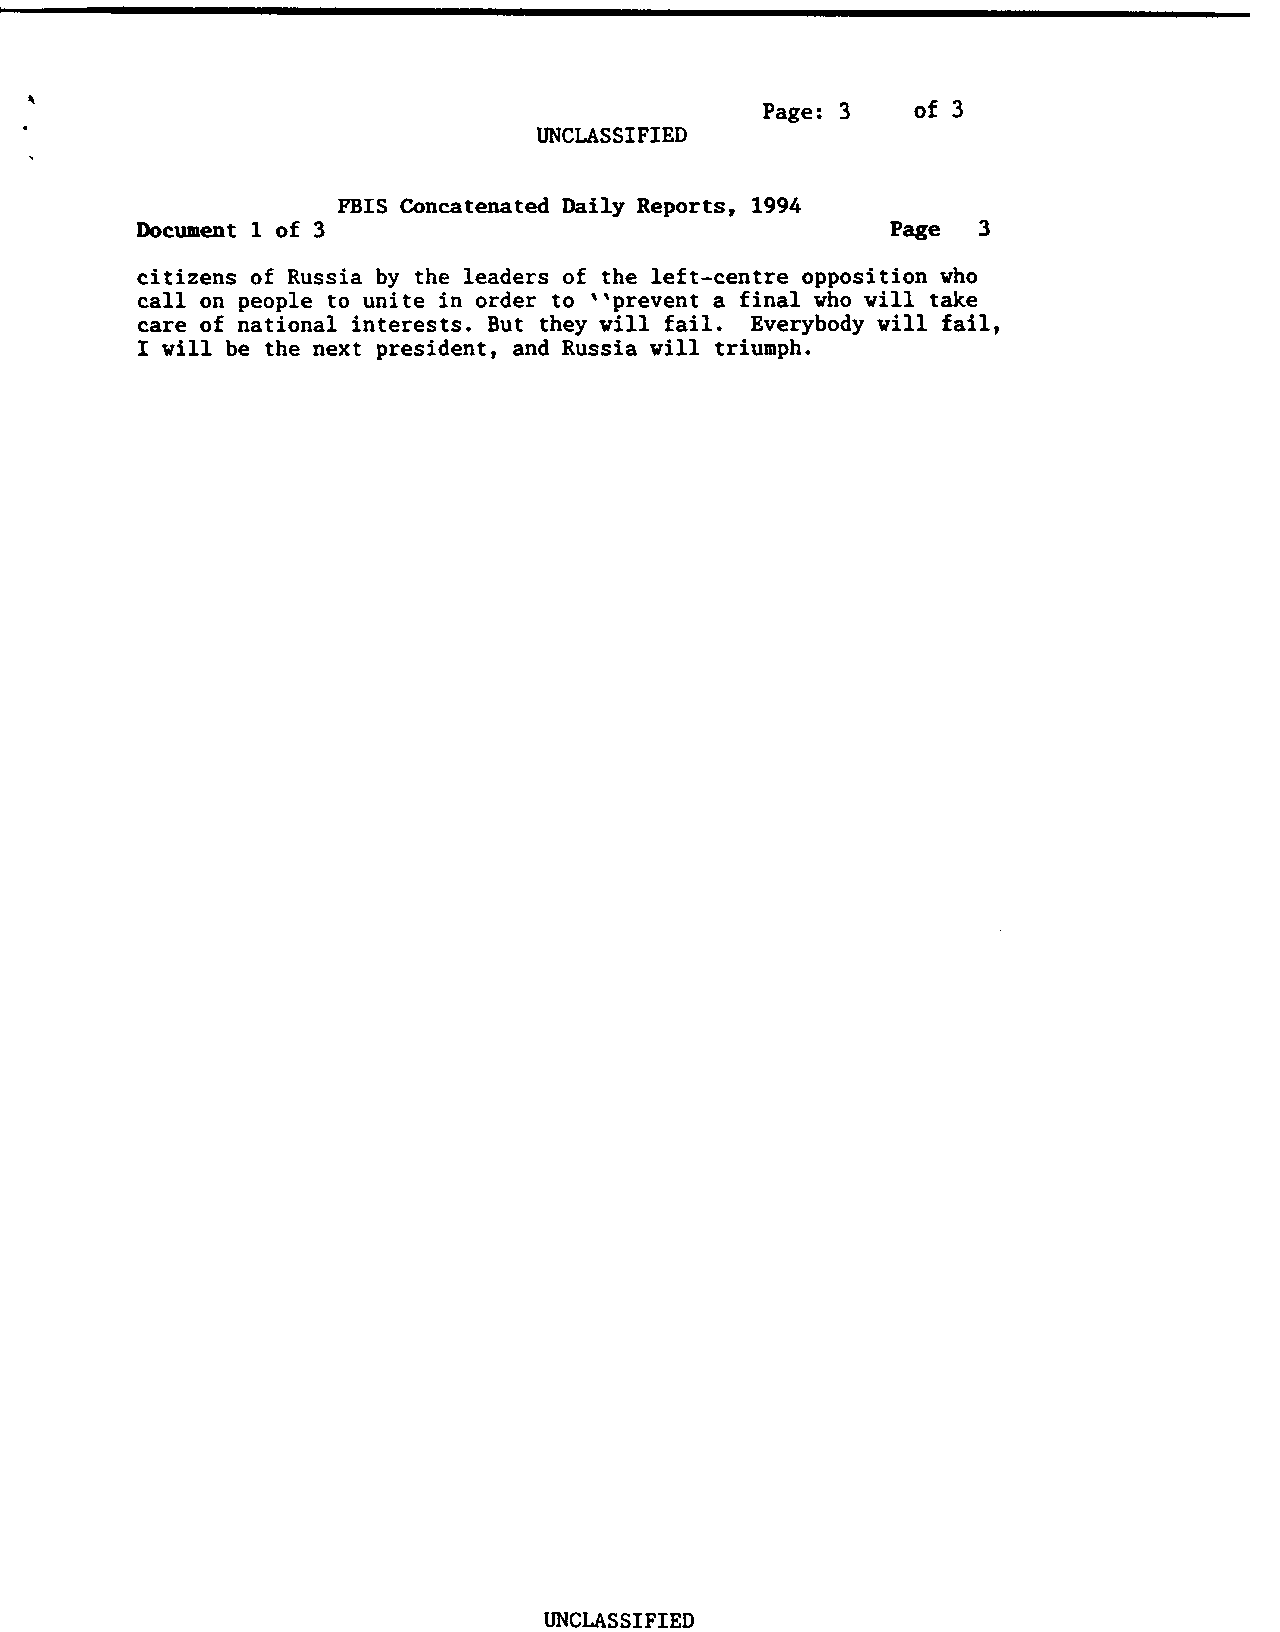 Page: 3 of 3
UNCLASSIFIED
FBIS Concatenated Daily Reports, 1994
Document 1 of 3 Page 3
citizens of Russia by the leaders of the left-centre opposition who
call on people to unite in order to ``prevent a final who will take
care of national interests. But they will fail.  Everybody will fail,
I will be the next president, and Russia will triumph.
UNCLASSIFIED